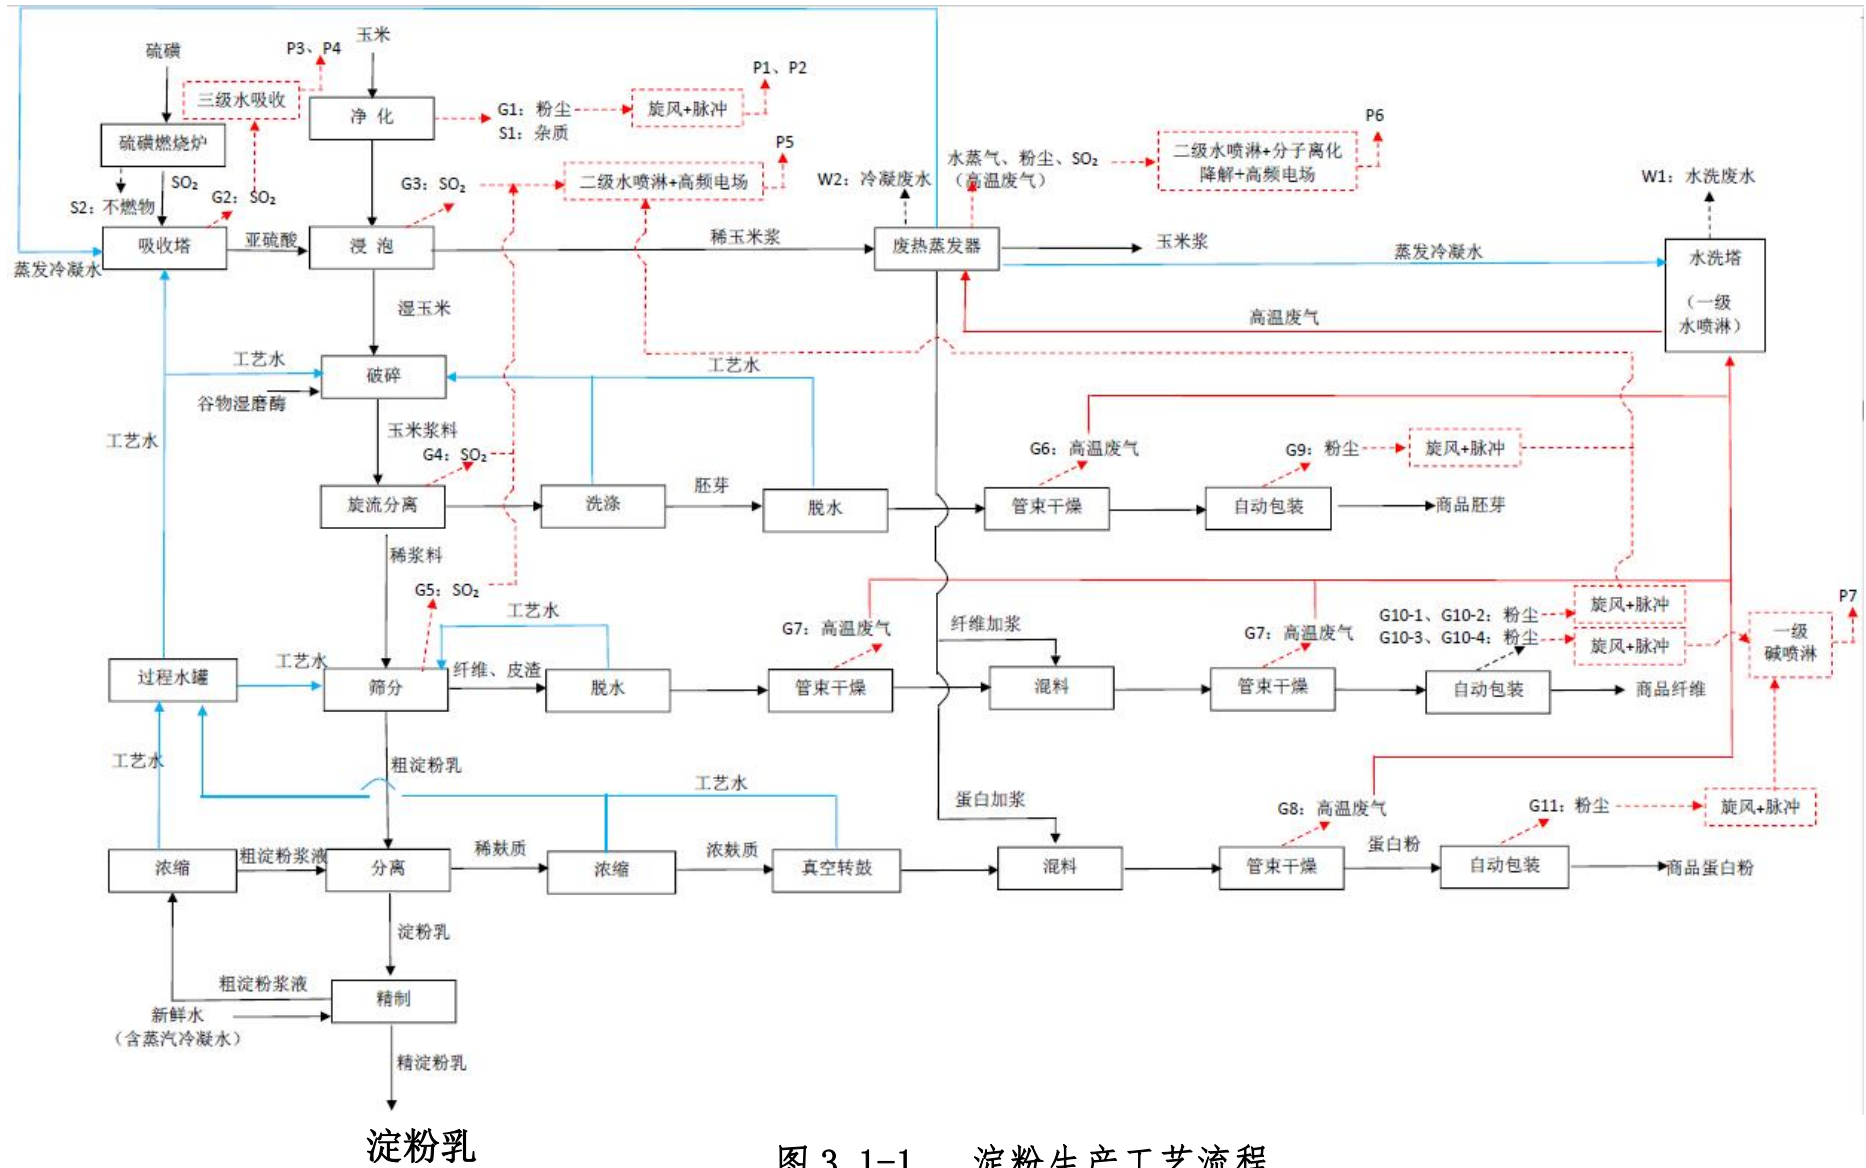 硫磺
P3、P4
玉米
三级水吸收
净 化
G1: 粉尘
S1: 杂质
旋风+脉冲
P1、P2
硫磺燃烧炉
SO₂
S2: 不燃物
G2: SO₂
G3: SO₂
二级水喷淋+高频电场
P5
W2: 冷凝废水
水蒸气、粉尘、SO₂
(高温废气)
二级水喷淋+分子离化
降解+高频电场
P6
W1: 水洗废水
吸收塔
亚硫酸
浸 泡
稀玉米浆
废热蒸发器
玉米浆
蒸发冷凝水
水洗塔
(一级
水喷淋)
蒸发冷凝水
湿玉米
高温废气
工艺水
破碎
工艺水
谷物湿磨酶
工艺水
玉米浆料
G4: SO₂
G6: 高温废气
G9: 粉尘
旋风+脉冲
旋流分离
洗涤
胚芽
脱水
管束干燥
自动包装
商品胚芽
稀浆料
G5: SO₂
工艺水
G7: 高温废气
纤维加浆
G7: 高温废气
G10-1、G10-2: 粉尘
旋风+脉冲
G10-3、G10-4: 粉尘
旋风+脉冲
一级
碱喷淋
P7
过程水罐
工艺水
筛分
纤维、皮渣
脱水
管束干燥
混料
管束干燥
自动包装
商品纤维
工艺水
粗淀粉乳
工艺水
蛋白加浆
G8: 高温废气
G11: 粉尘
旋风+脉冲
浓缩
粗淀粉浆液
分离
稀麸质
浓缩
浓麸质
真空转鼓
混料
管束干燥
蛋白粉
自动包装
商品蛋白粉
淀粉乳
粗淀粉浆液
精制
新鲜水
(含蒸汽冷凝水)
精淀粉乳
淀粉乳
图 3.1-1 淀粉生产工艺流程